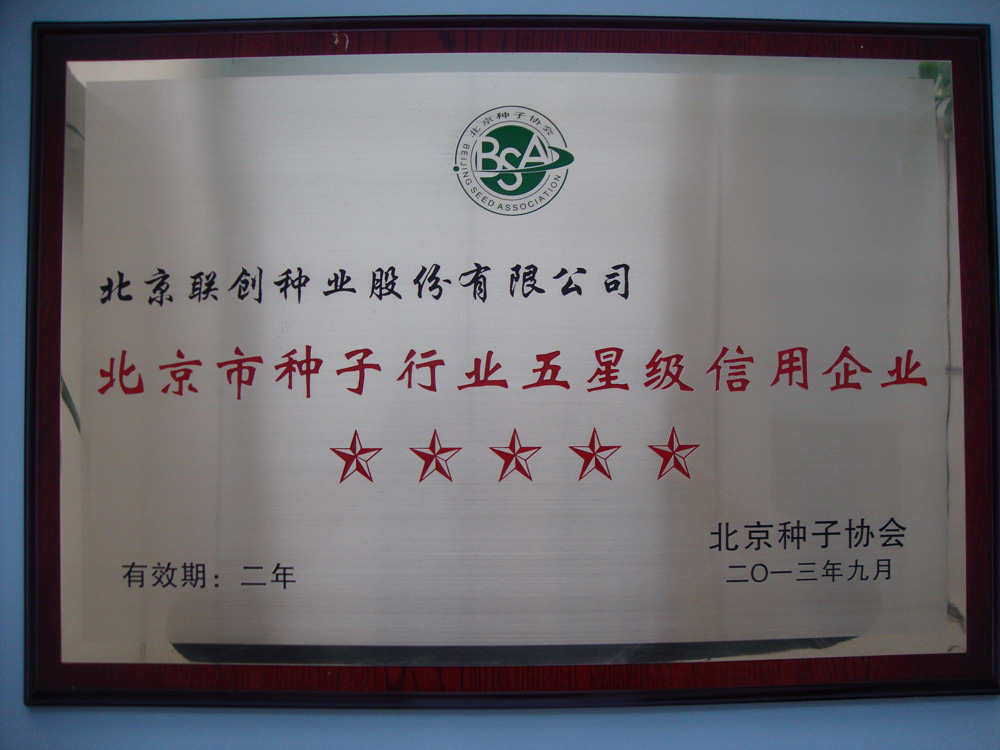 北京种子协会
BSA
BEIJING SEED ASSOCIATION
北京联创种业股份有限公司
北京市种子行业五星级信用企业
北京种子协会
有效期：二年
二〇一三年九月